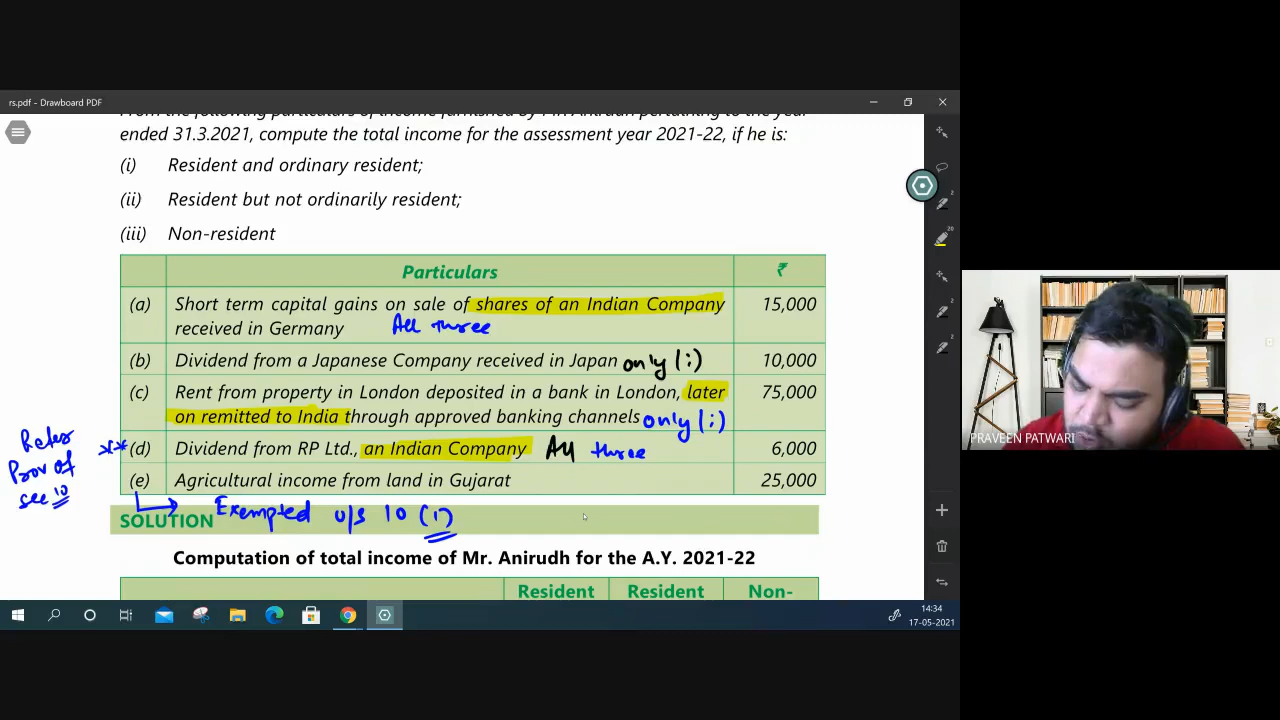 rs.pdf - Drawboard PDF
ended 31.3.2021, compute the total income for the assessment year 2021-22, if he is:
(i) Resident and ordinary resident;
(ii) Resident but not ordinarily resident;
(iii) Non-resident
Particulars ₹
(a) Short term capital gains on sale of shares of an Indian Company 15,000
received in Germany All three
(b) Dividend from a Japanese Company received in Japan only (i) 10,000
(c) Rent from property in London deposited in a bank in London, later 75,000
on remitted to India through approved banking channels only (i)
Refer
Prov of
sec 10
** (d) Dividend from RP Ltd., an Indian Company All three 6,000
(e) Agricultural income from land in Gujarat 25,000
Exempted u/s 10 (1)
SOLUTION
Computation of total income of Mr. Anirudh for the A.Y. 2021-22
Resident Resident Non-
PRAVEEN PATWARI
14:34
17-05-2021